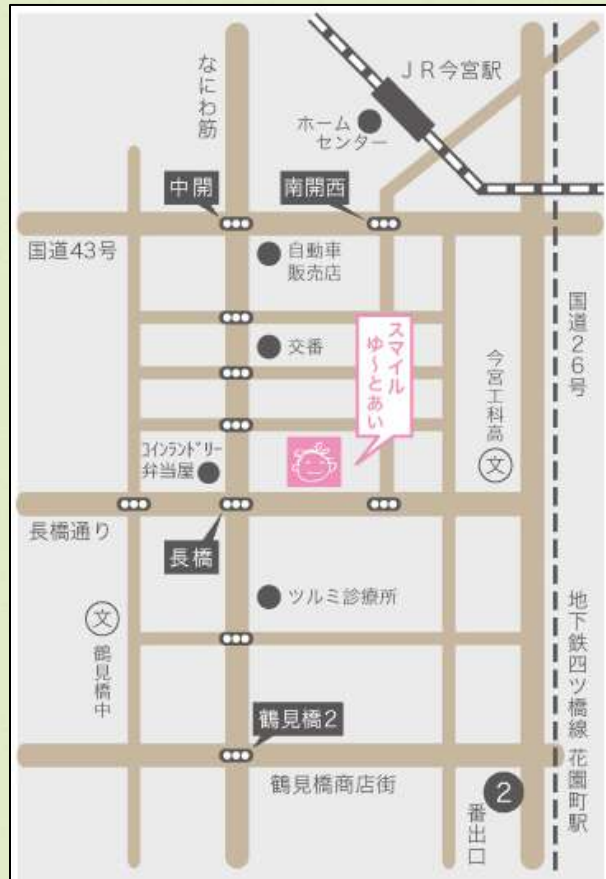 なにわ筋
JR今宮駅
ホーム
センター
中開
南開西
国道43号
自動車
販売店
国道26号
交番
スマイル
ゆ〜とあい
今宮工科高
文
コインランドリー
弁当屋
長橋通り
長橋
ツルミ診療所
文
鶴見橋中
地下鉄四ツ橋線 花園町駅
鶴見橋2
鶴見橋商店街
2
番出口